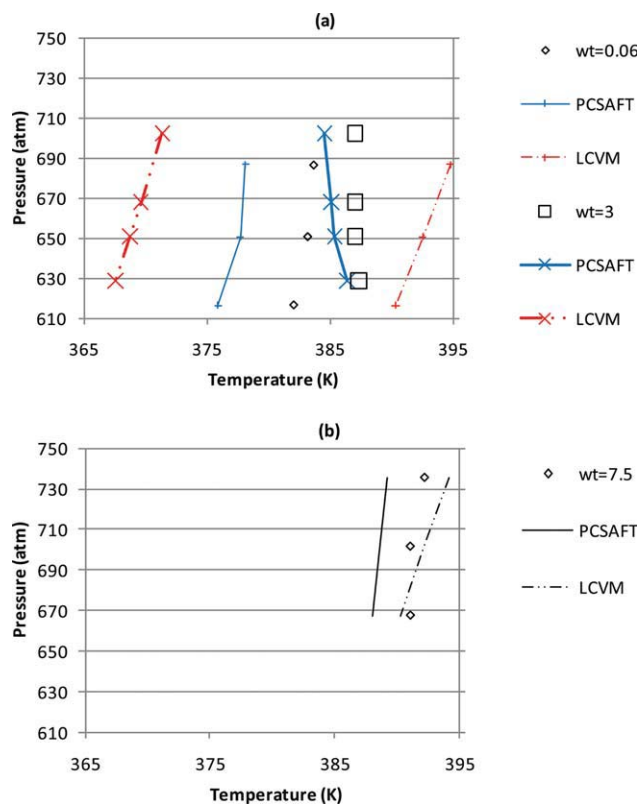 (a)
750
730
710
690
670
650
630
610
Pressure (atm)
365 375 385 395
Temperature (K)
wt=0.06
PCSAFT
LCVM
wt=3
PCSAFT
LCVM
(b)
750
730
710
690
670
650
630
610
Pressure (atm)
365 375 385 395
Temperature (K)
wt=7.5
PCSAFT
LCVM